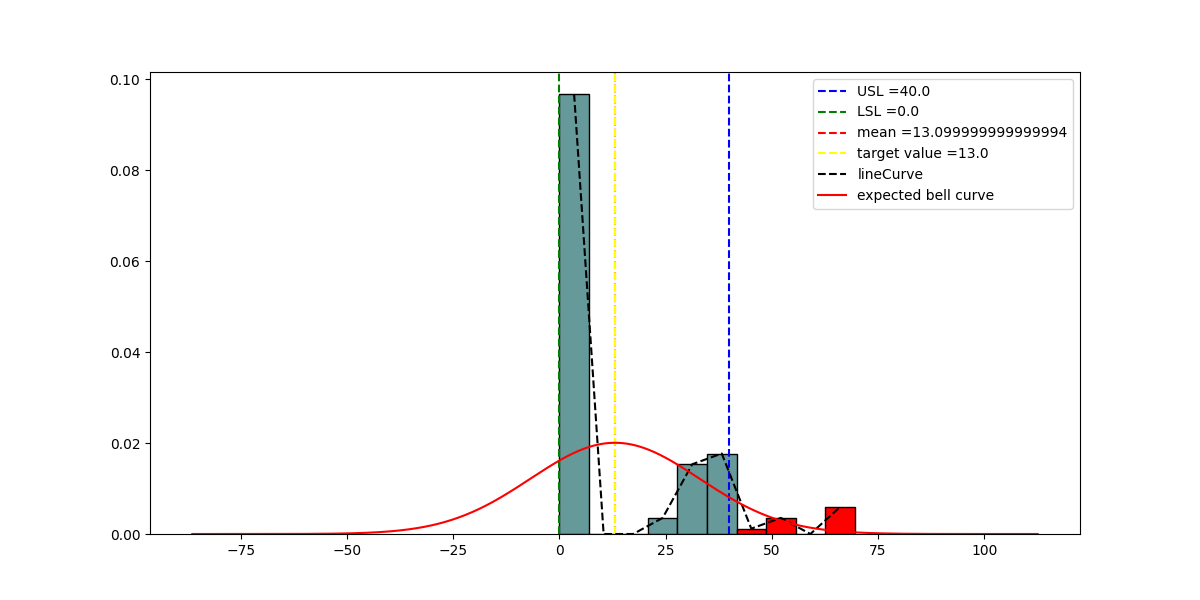 0.10
0.08
0.06
0.04
0.02
0.00
−75
−50
−25
0
25
50
75
100
USL =40.0
LSL =0.0
mean =13.099999999999994
target value =13.0
lineCurve
expected bell curve